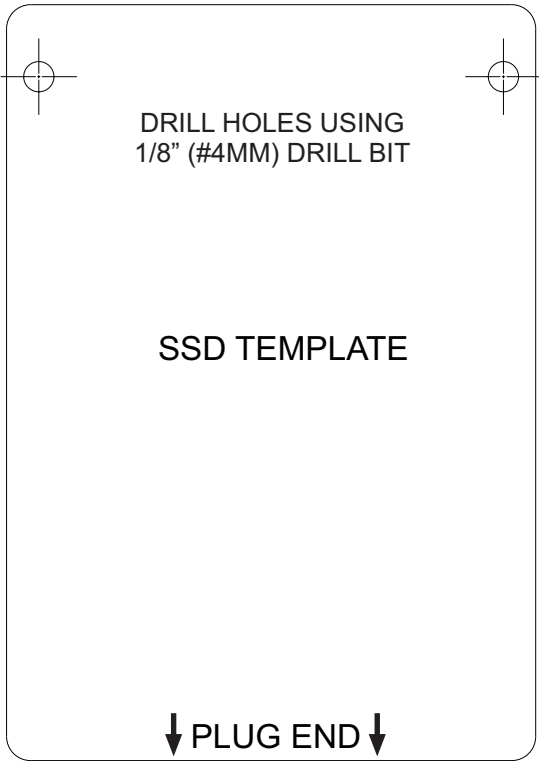 DRILL HOLES USING
1/8” (#4MM) DRILL BIT
SSD TEMPLATE
PLUG END